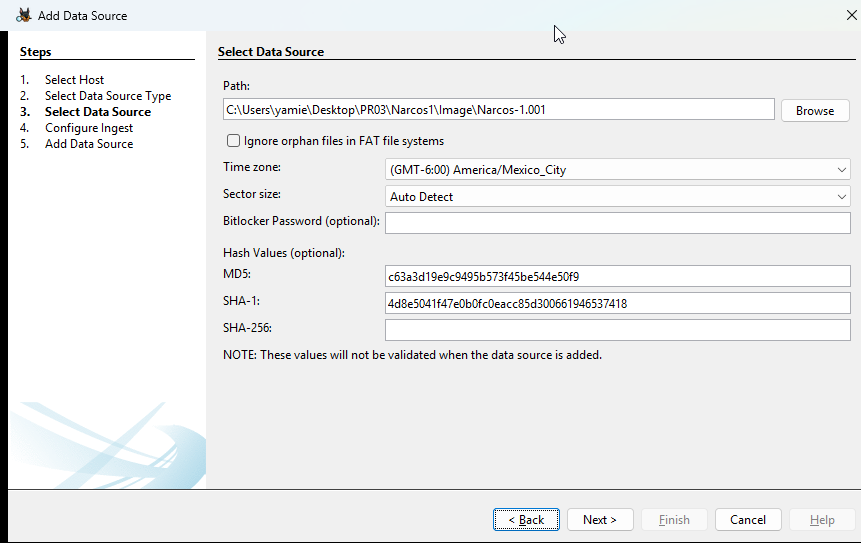 Add Data Source
Steps
1. Select Host
2. Select Data Source Type
3. Select Data Source
4. Configure Ingest
5. Add Data Source
Select Data Source
Path:
C:\Users\yamie\Desktop\PR03\Narcos1\Image\Narcos-1.001
Browse
Ignore orphan files in FAT file systems
Time zone:
(GMT-6:00) America/Mexico_City
Sector size:
Auto Detect
Bitlocker Password (optional):
Hash Values (optional):
MD5:
c63a3d19e9c9495b573f45be544e50f9
SHA-1:
4d8e5041f47e0b0fc0eacc85d300661946537418
SHA-256:
NOTE: These values will not be validated when the data source is added.
< Back
Next >
Finish
Cancel
Help